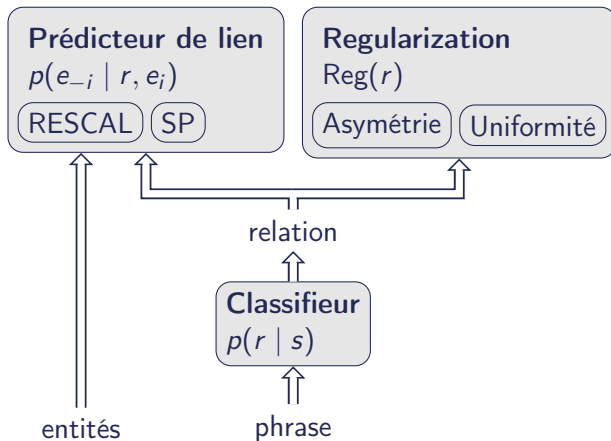 Prédicteur de lien
p(e₋ᵢ | r, eᵢ)
RESCAL SP
Regularization
Reg(r)
Asymétrie Uniformité
relation
Classifieur
p(r | s)
entités
phrase